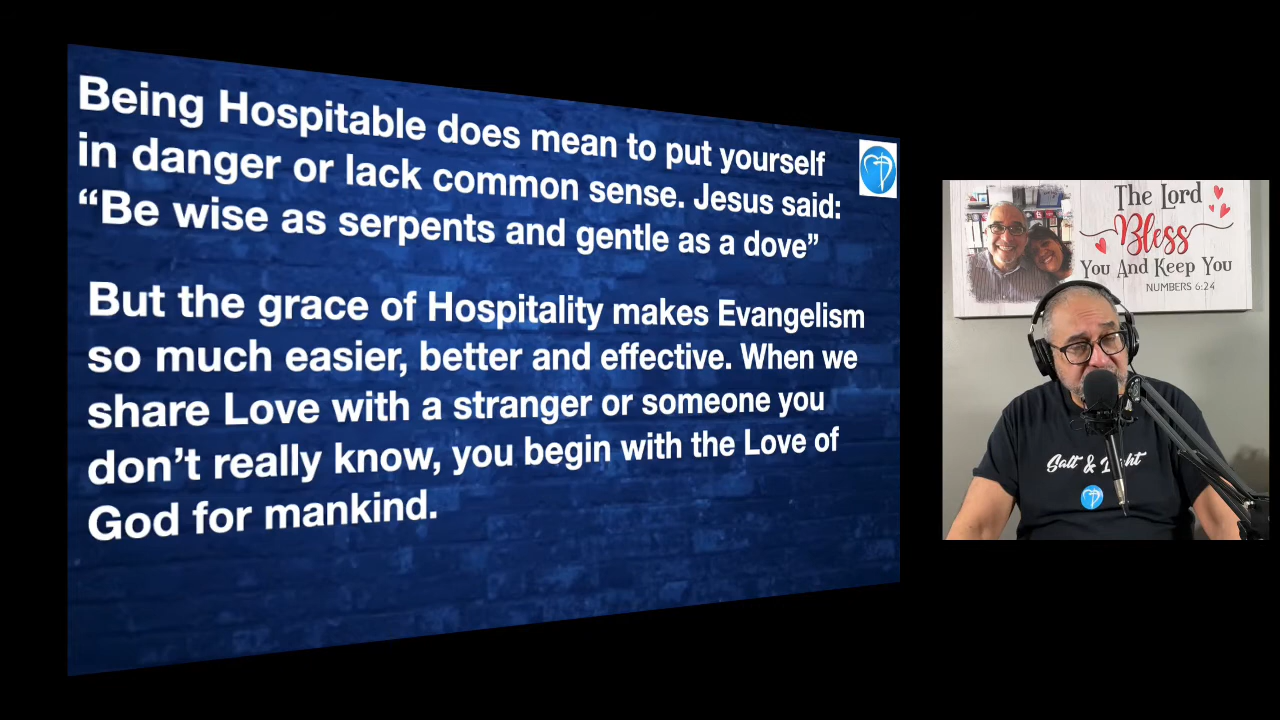 Being Hospitable does mean to put yourself
in danger or lack common sense. Jesus said:
“Be wise as serpents and gentle as a dove”
But the grace of Hospitality makes Evangelism
so much easier, better and effective. When we
share Love with a stranger or someone you
don’t really know, you begin with the Love of
God for mankind.
The Lord
Bless
You And Keep You
NUMBERS 6:24
Salt &